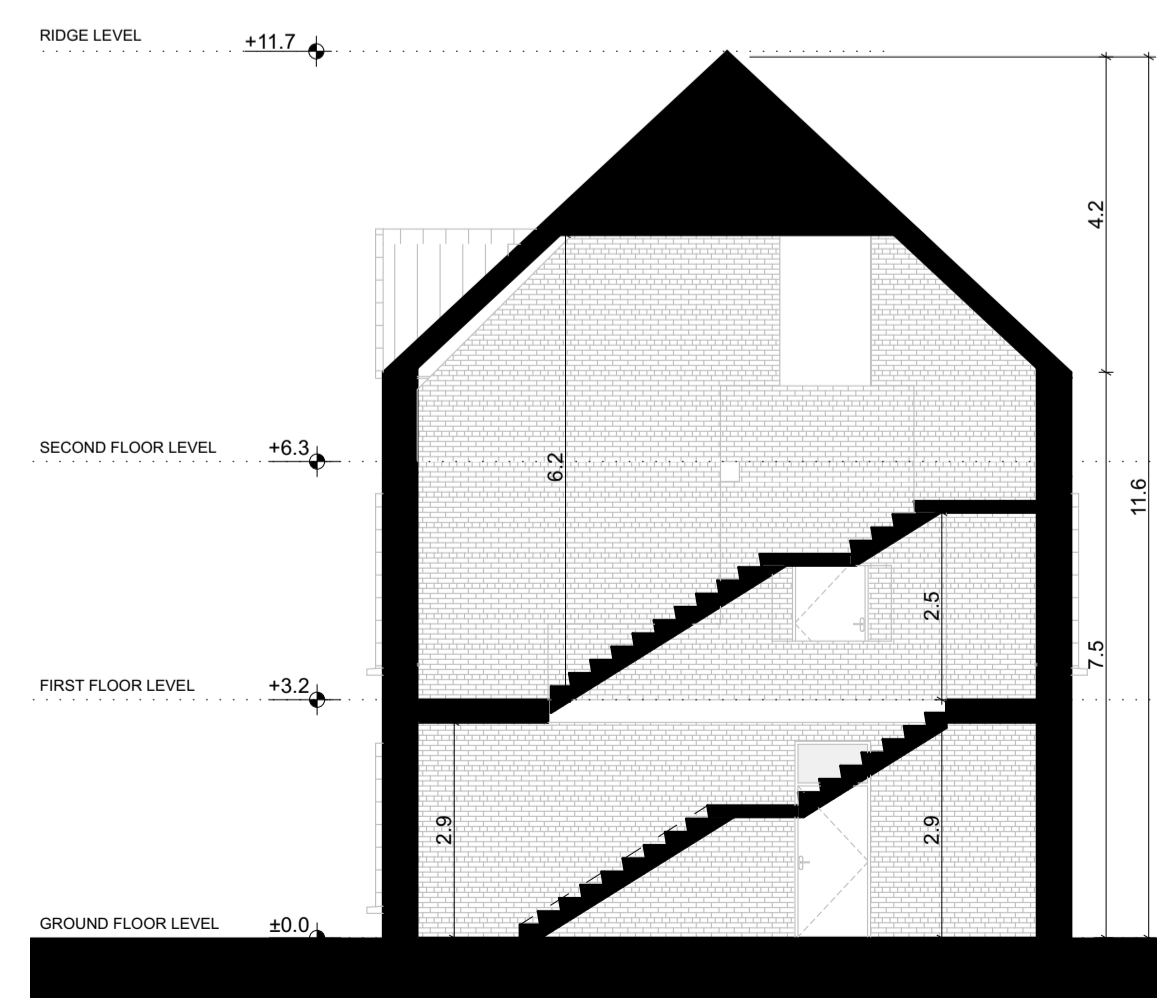 RIDGE LEVEL
+11.7
4.2
SECOND FLOOR LEVEL
+6.3
6.2
11.6
2.5
7.5
FIRST FLOOR LEVEL
+3.2
2.9
2.9
GROUND FLOOR LEVEL
±0.0